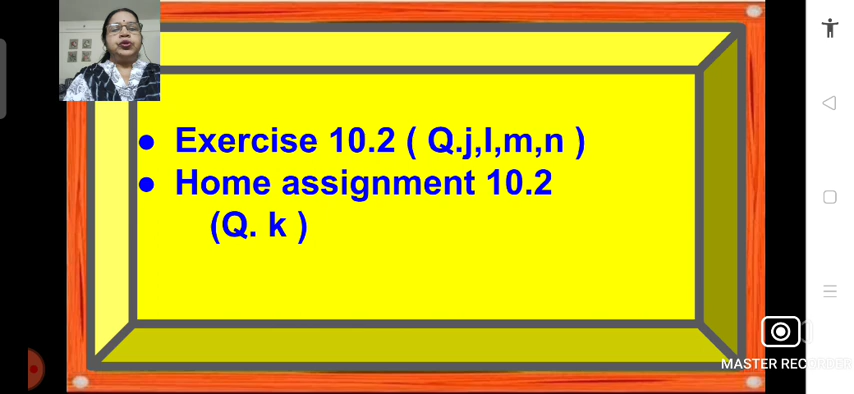 ● Exercise 10.2 ( Q.j,l,m,n )
● Home assignment 10.2
(Q. k )
MASTER RECORDER